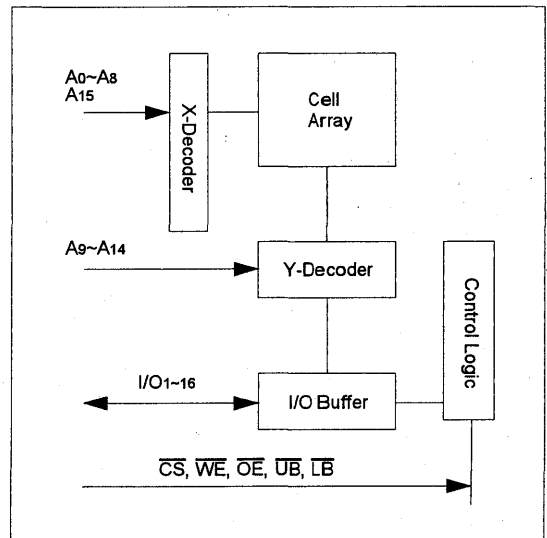 A0~A8
A15
X-Decoder
Cell
Array
A9~A14
Y-Decoder
Control Logic
I/O1~16
I/O Buffer
CS, WE, OE, UB, LB